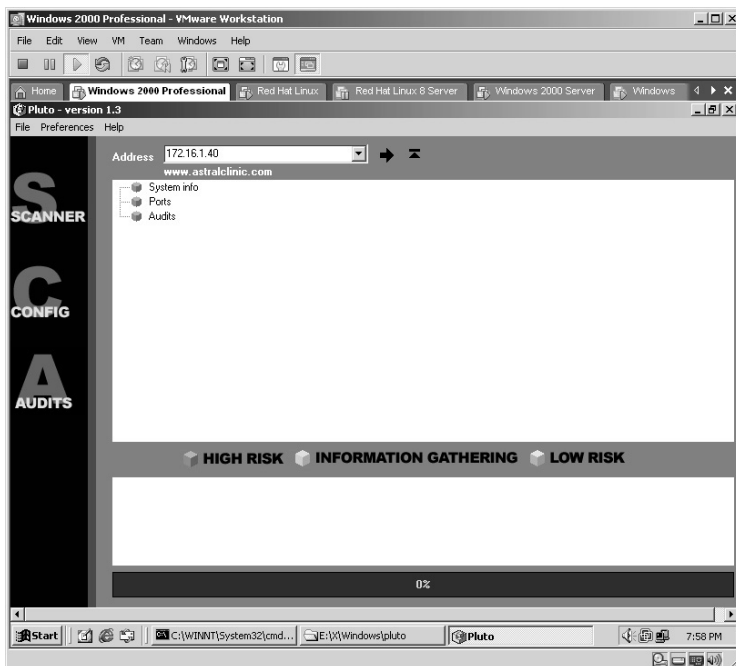 Windows 2000 Professional - VMware Workstation
File Edit View VM Team Windows Help
Home Windows 2000 Professional Red Hat Linux Red Hat Linux 8 Server Windows 2000 Server Windows
Pluto - version 1.3
File Preferences Help
Address 172.16.1.40
www.astralclinic.com
System info
Ports
Audits
S
SCANNER
C
CONFIG
A
AUDITS
HIGH RISK INFORMATION GATHERING LOW RISK
0%
Start C:\WINNT\System32\cmd... E:\X\Windows\pluto Pluto 7:58 PM